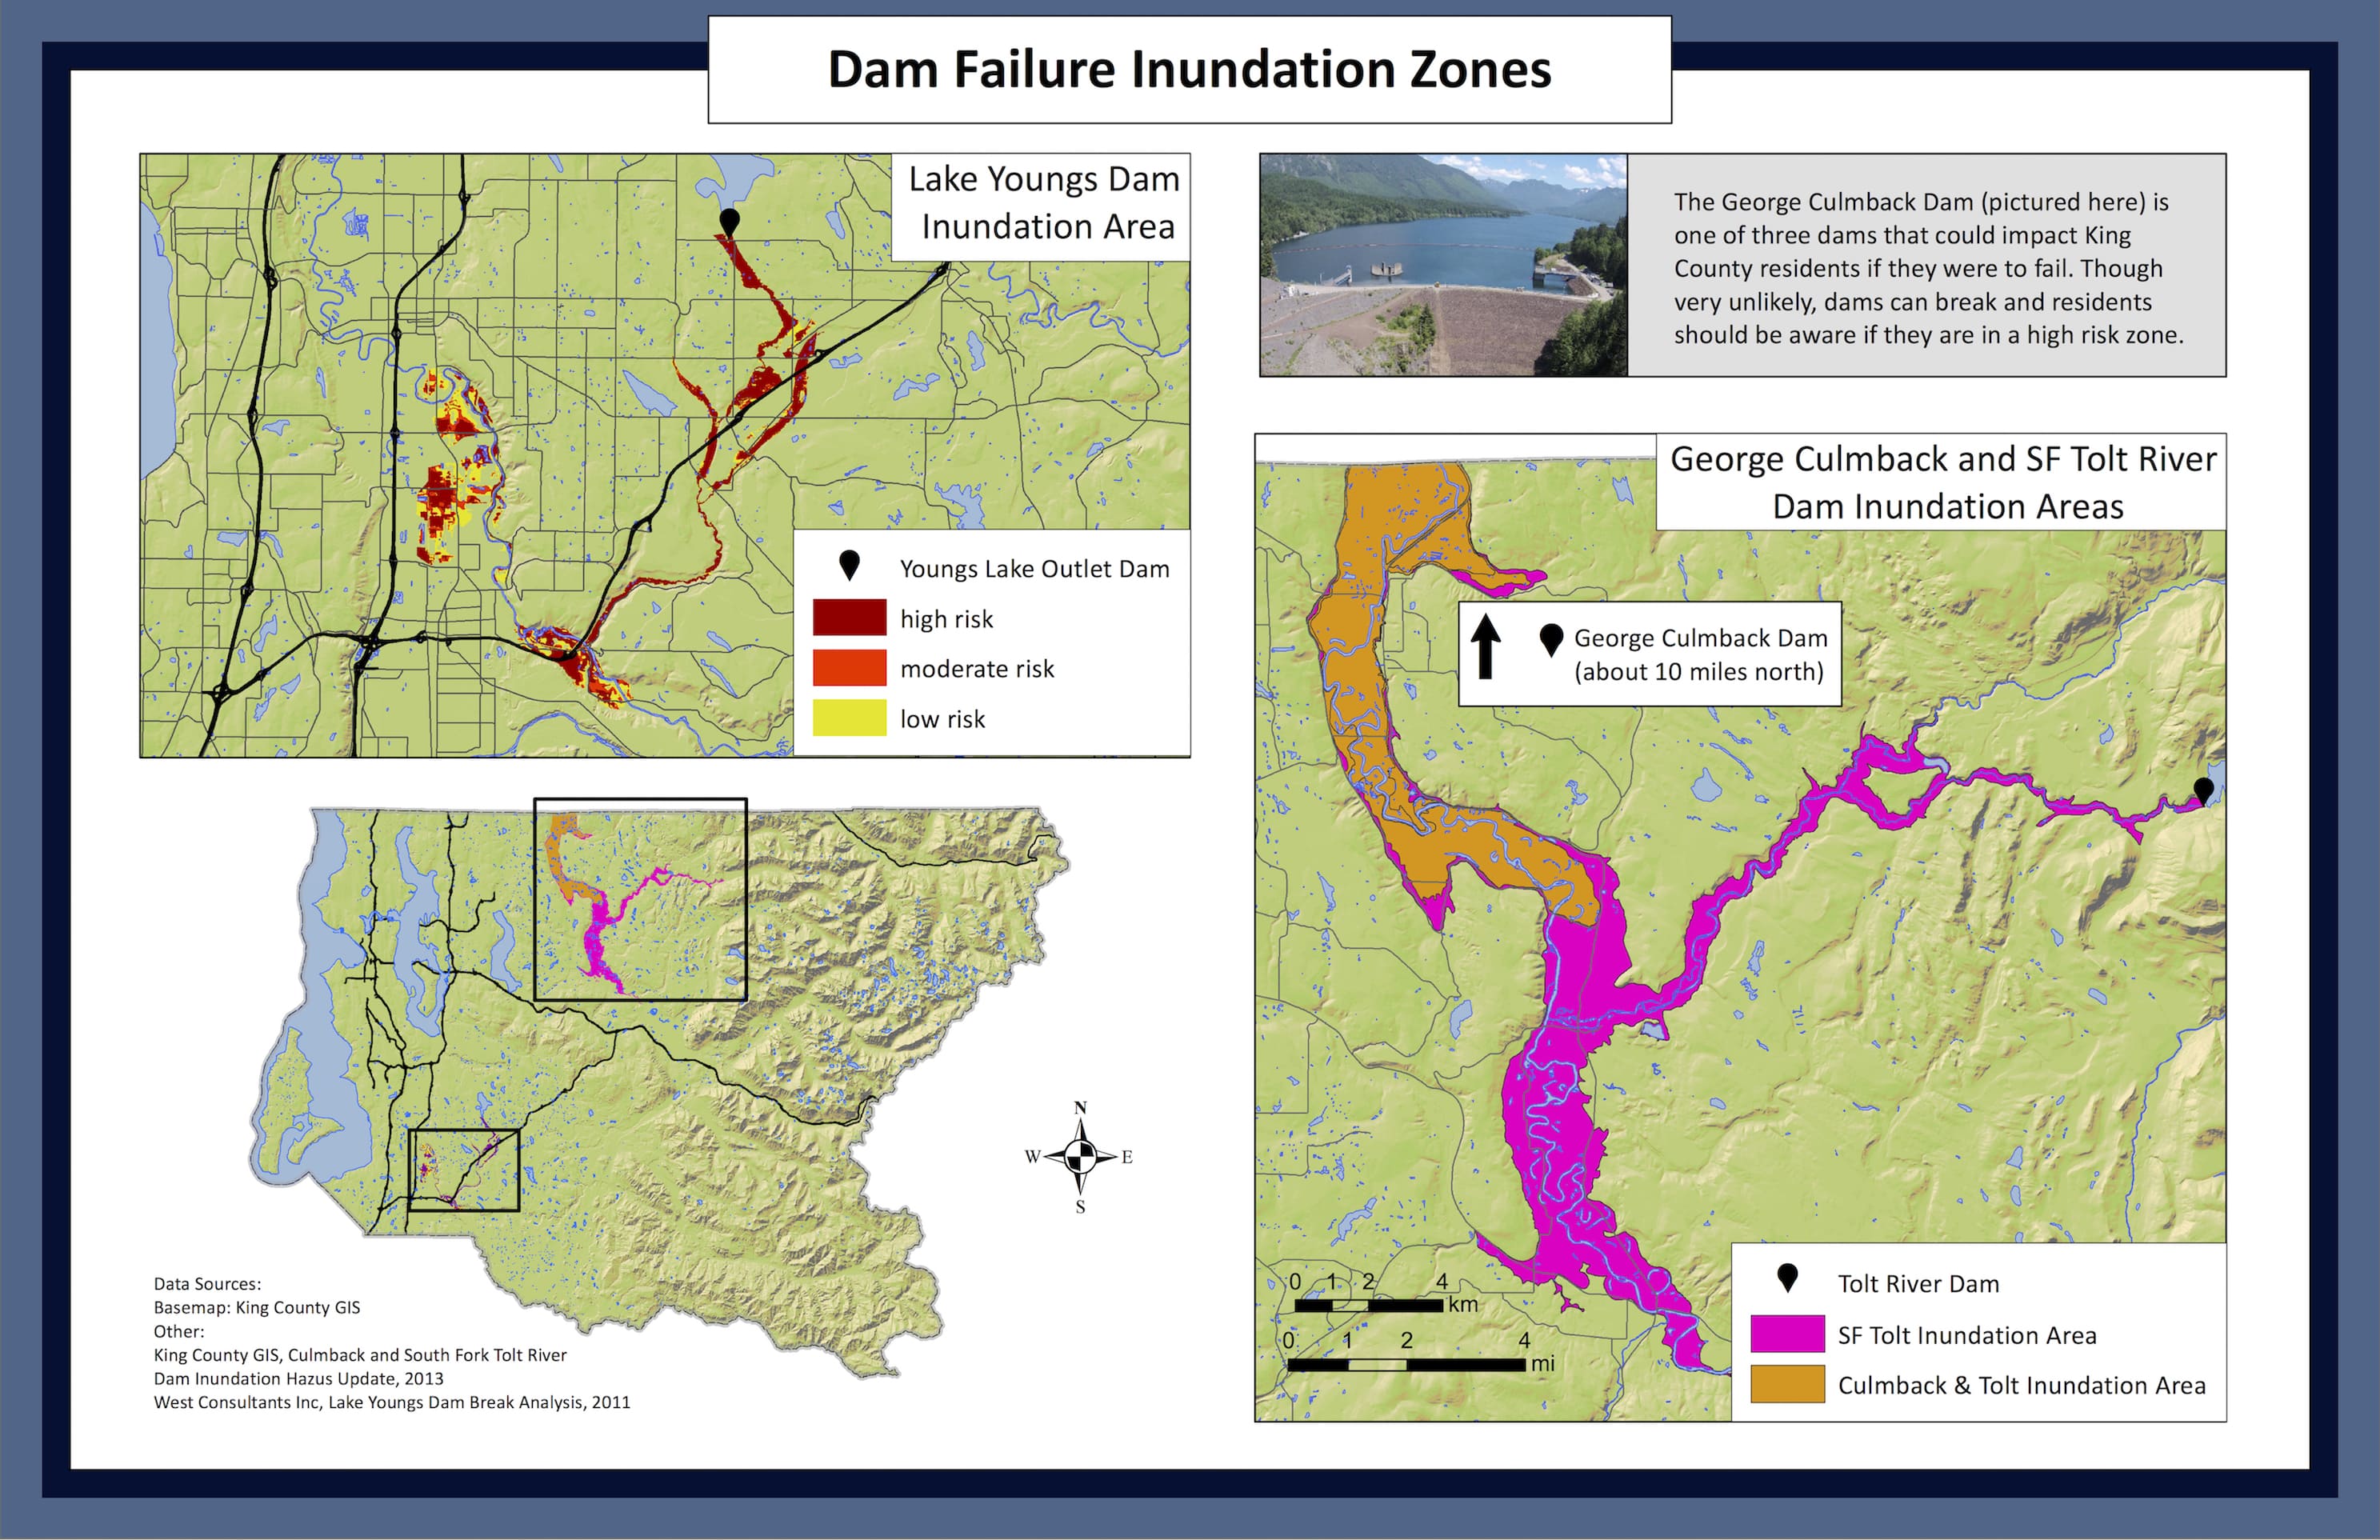 Dam Failure Inundation Zones
Lake Youngs Dam
Inundation Area
Youngs Lake Outlet Dam
high risk
moderate risk
low risk
The George Culmback Dam (pictured here) is
one of three dams that could impact King
County residents if they were to fail. Though
very unlikely, dams can break and residents
should be aware if they are in a high risk zone.
George Culmback and SF Tolt River
Dam Inundation Areas
George Culmback Dam
(about 10 miles north)
0 1 2 4
km
0 1 2 4
mi
Tolt River Dam
SF Tolt Inundation Area
Culmback & Tolt Inundation Area
N
W E
S
Data Sources:
Basemap: King County GIS
Other:
King County GIS, Culmback and South Fork Tolt River
Dam Inundation Hazus Update, 2013
West Consultants Inc, Lake Youngs Dam Break Analysis, 2011